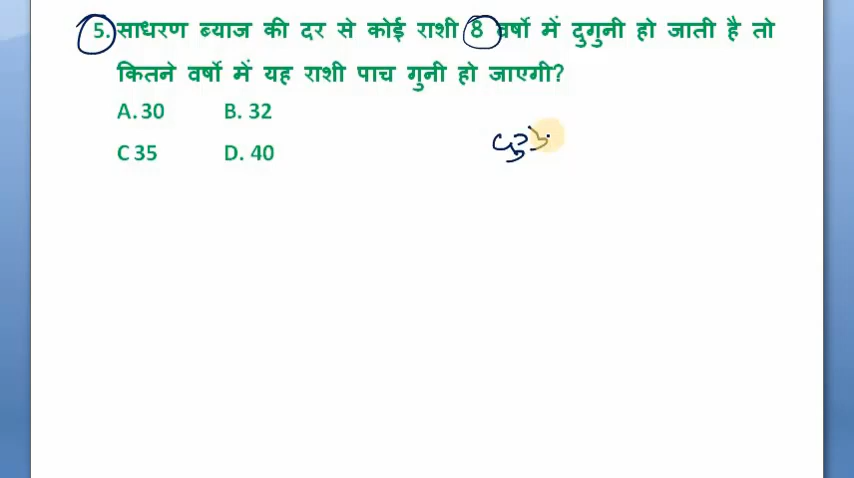 5. साधरण ब्याज की दर से कोई राशी 8 वर्षो में दुगुनी हो जाती है तो
कितने वर्षो में यह राशी पाच गुनी हो जाएगी?
A. 30 B. 32
C 35 D. 40